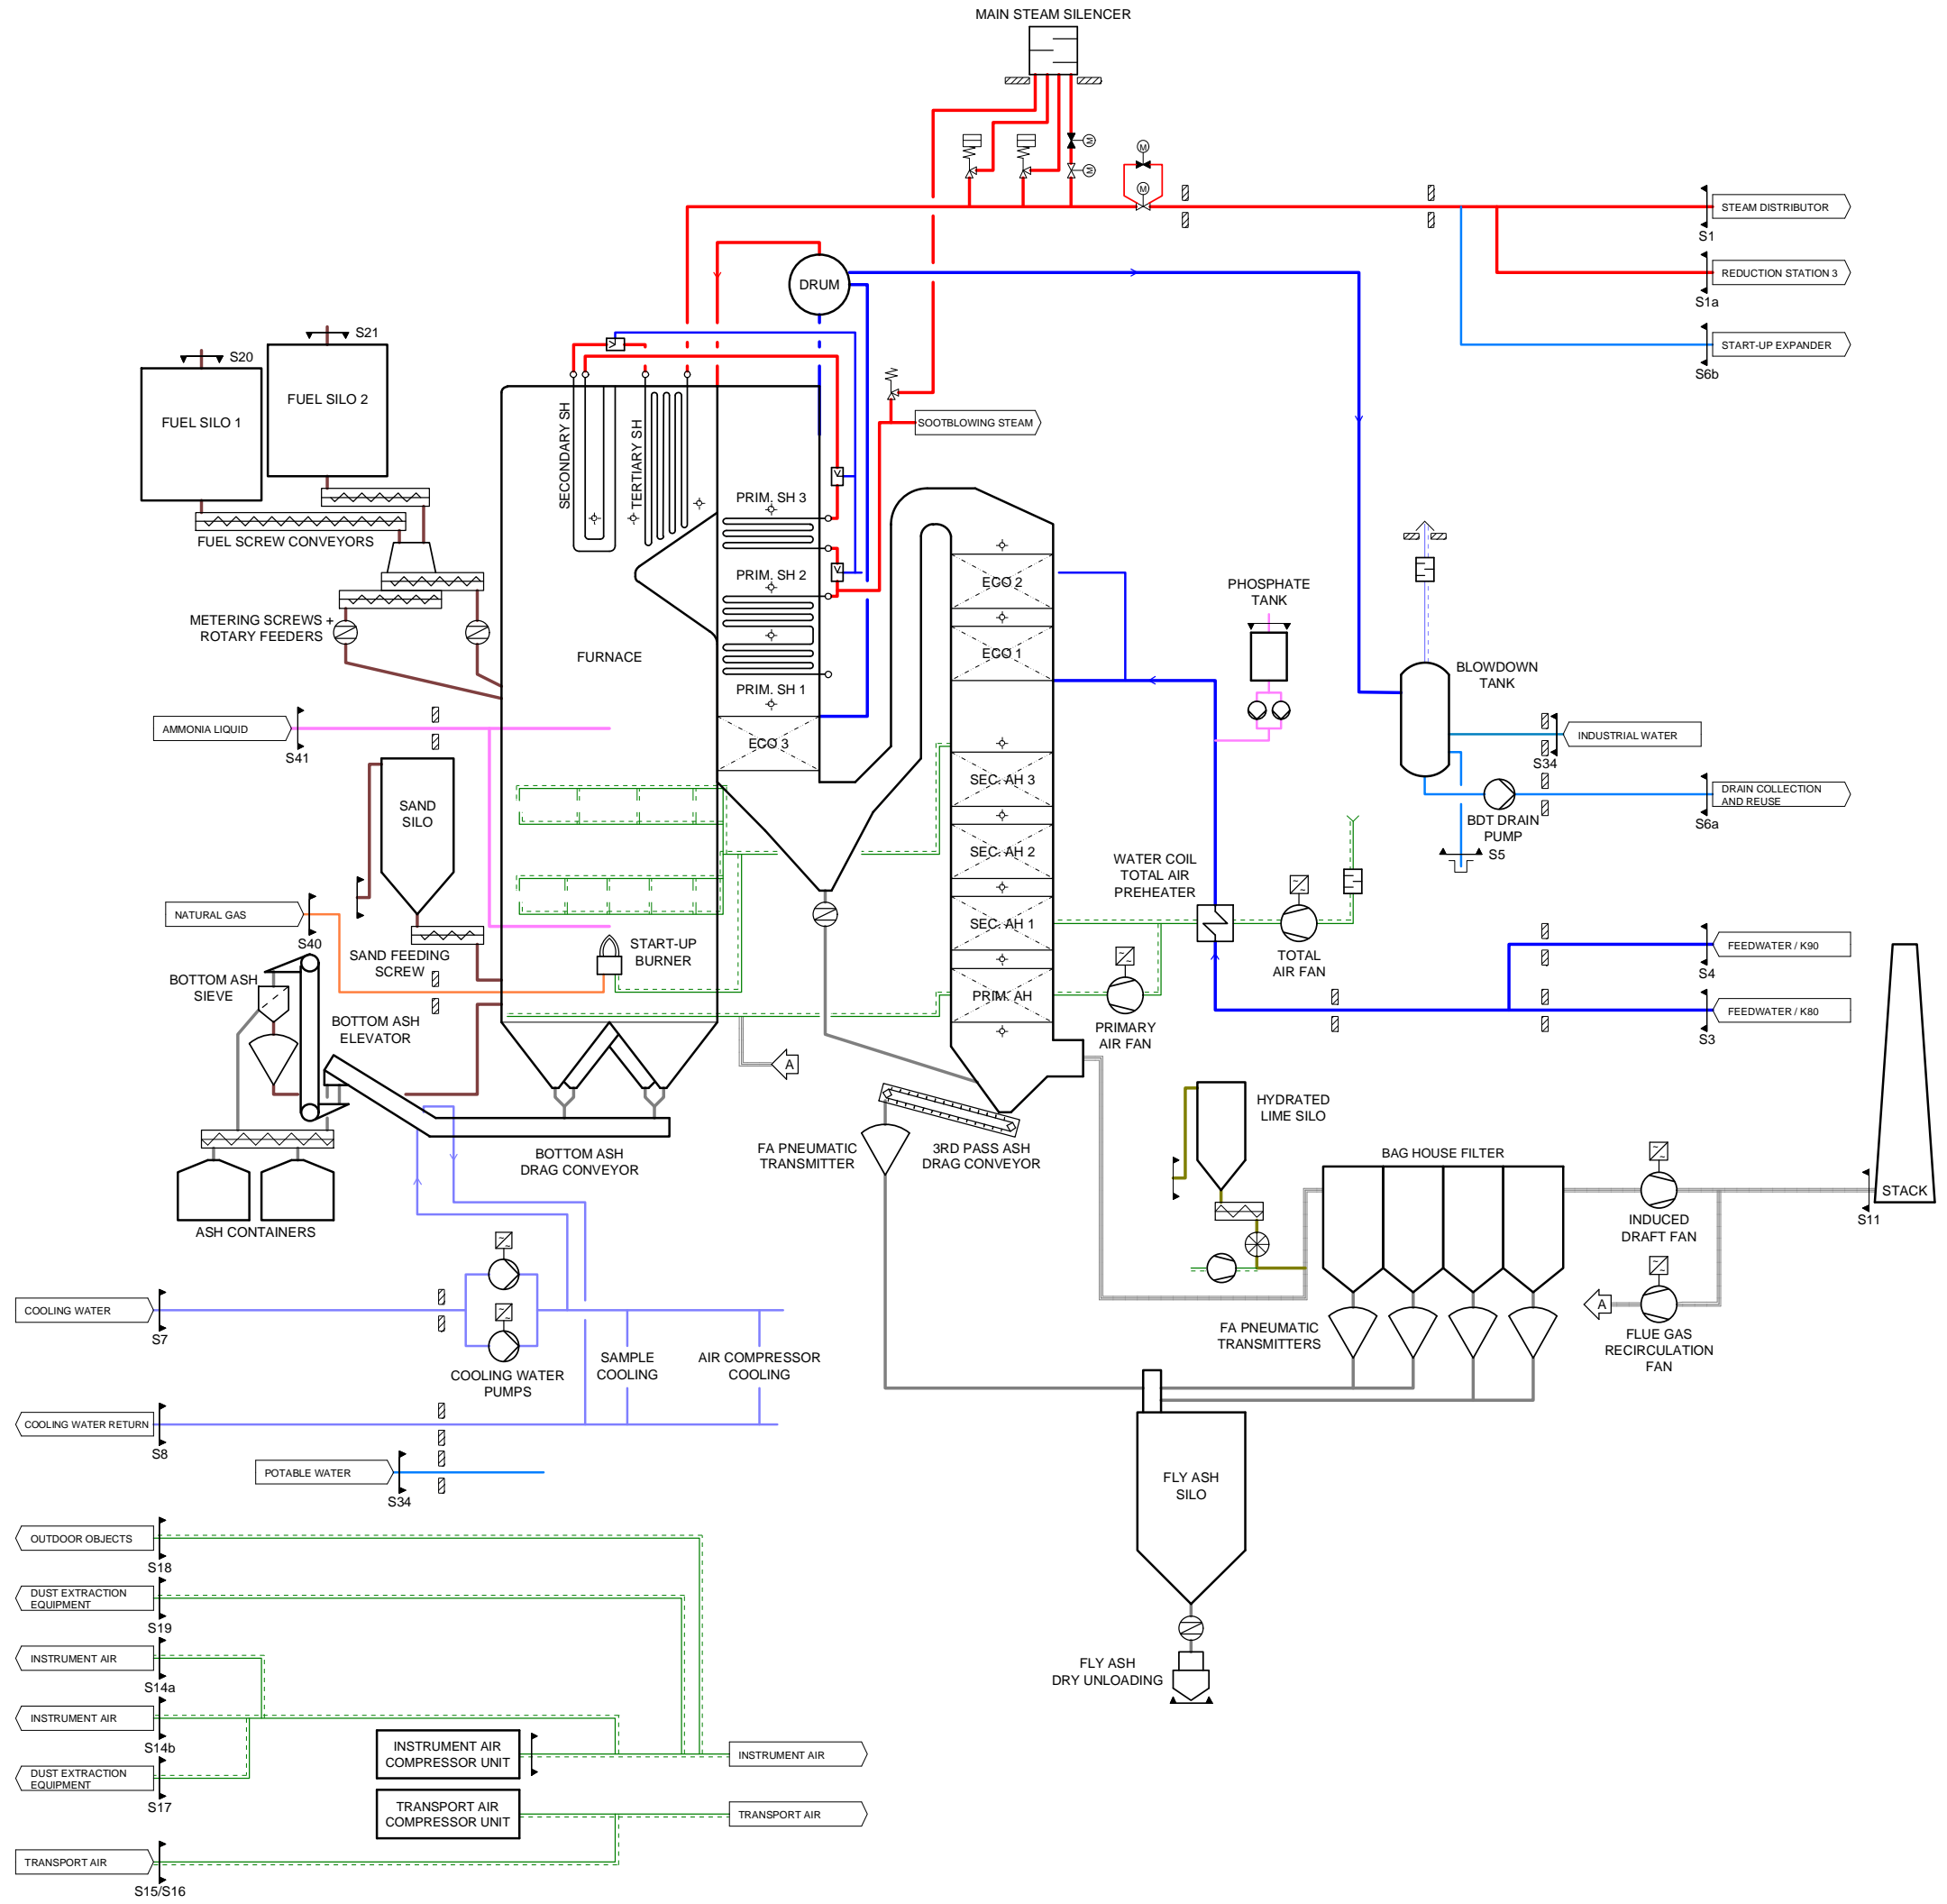 MAIN STEAM SILENCER
M
M
M
M
STEAM DISTRIBUTOR
S1
REDUCTION STATION 3
S1a
START-UP EXPANDER
S6b
DRUM
S21
S20
FUEL SILO 2
FUEL SILO 1
SECONDARY SH
TERTIARY SH
SOOTBLOWING STEAM
PRIM. SH 3
FUEL SCREW CONVEYORS
PRIM. SH 2
ECO 2
PHOSPHATE
TANK
METERING SCREWS +
ROTARY FEEDERS
FURNACE
ECO 1
BLOWDOWN
TANK
PRIM. SH 1
AMMONIA LIQUID
S41
ECO 3
INDUSTRIAL WATER
S34
SEC. AH 3
SAND
SILO
DRAIN COLLECTION
AND REUSE
S6a
BDT DRAIN
PUMP
S5
SEC. AH 2
WATER COIL
TOTAL AIR
PREHEATER
NATURAL GAS
S40
SEC. AH 1
START-UP
BURNER
SAND FEEDING
SCREW
TOTAL
AIR FAN
FEEDWATER / K90
S4
BOTTOM ASH
SIEVE
PRIM. AH
BOTTOM ASH
ELEVATOR
PRIMARY
AIR FAN
FEEDWATER / K80
S3
A
HYDRATED
LIME SILO
BOTTOM ASH
DRAG CONVEYOR
FA PNEUMATIC
TRANSMITTER
3RD PASS ASH
DRAG CONVEYOR
BAG HOUSE FILTER
STACK
S11
ASH CONTAINERS
INDUCED
DRAFT FAN
COOLING WATER
S7
A
FLUE GAS
RECIRCULATION
FAN
FA PNEUMATIC
TRANSMITTERS
SAMPLE
COOLING
AIR COMPRESSOR
COOLING
COOLING WATER
PUMPS
COOLING WATER RETURN
S8
POTABLE WATER
S34
FLY ASH
SILO
OUTDOOR OBJECTS
S18
DUST EXTRACTION
EQUIPMENT
S19
INSTRUMENT AIR
S14a
FLY ASH
DRY UNLOADING
INSTRUMENT AIR
S14b
INSTRUMENT AIR
COMPRESSOR UNIT
INSTRUMENT AIR
DUST EXTRACTION
EQUIPMENT
S17
TRANSPORT AIR
COMPRESSOR UNIT
TRANSPORT AIR
TRANSPORT AIR
S15/S16